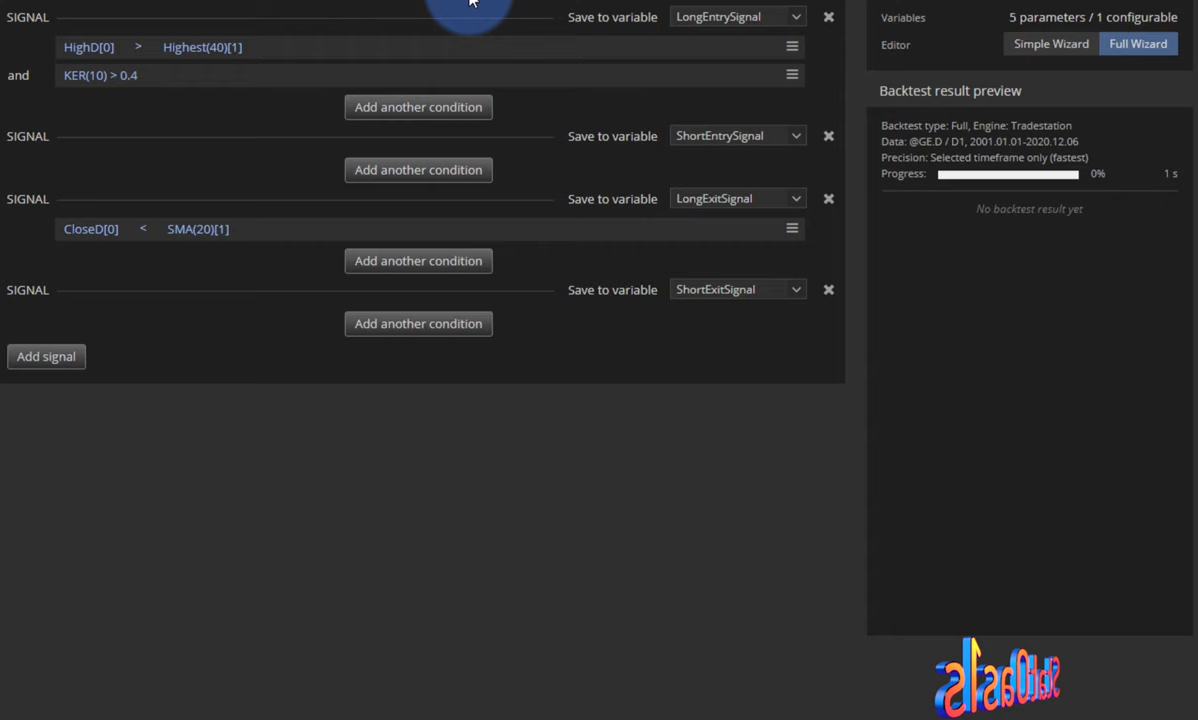 SIGNAL Save to variable LongEntrySignal
HighD[0] > Highest(40)[1]
and KER(10) > 0.4
Add another condition
SIGNAL Save to variable ShortEntrySignal
Add another condition
SIGNAL Save to variable LongExitSignal
CloseD[0] < SMA(20)[1]
Add another condition
SIGNAL Save to variable ShortExitSignal
Add another condition
Add signal
Variables 5 parameters / 1 configurable
Editor Simple Wizard Full Wizard
Backtest result preview
Backtest type: Full, Engine: Tradestation
Data: @GE.D / D1, 2001.01.01-2020.12.06
Precision: Selected timeframe only (fastest)
Progress: 0% 1 s
No backtest result yet